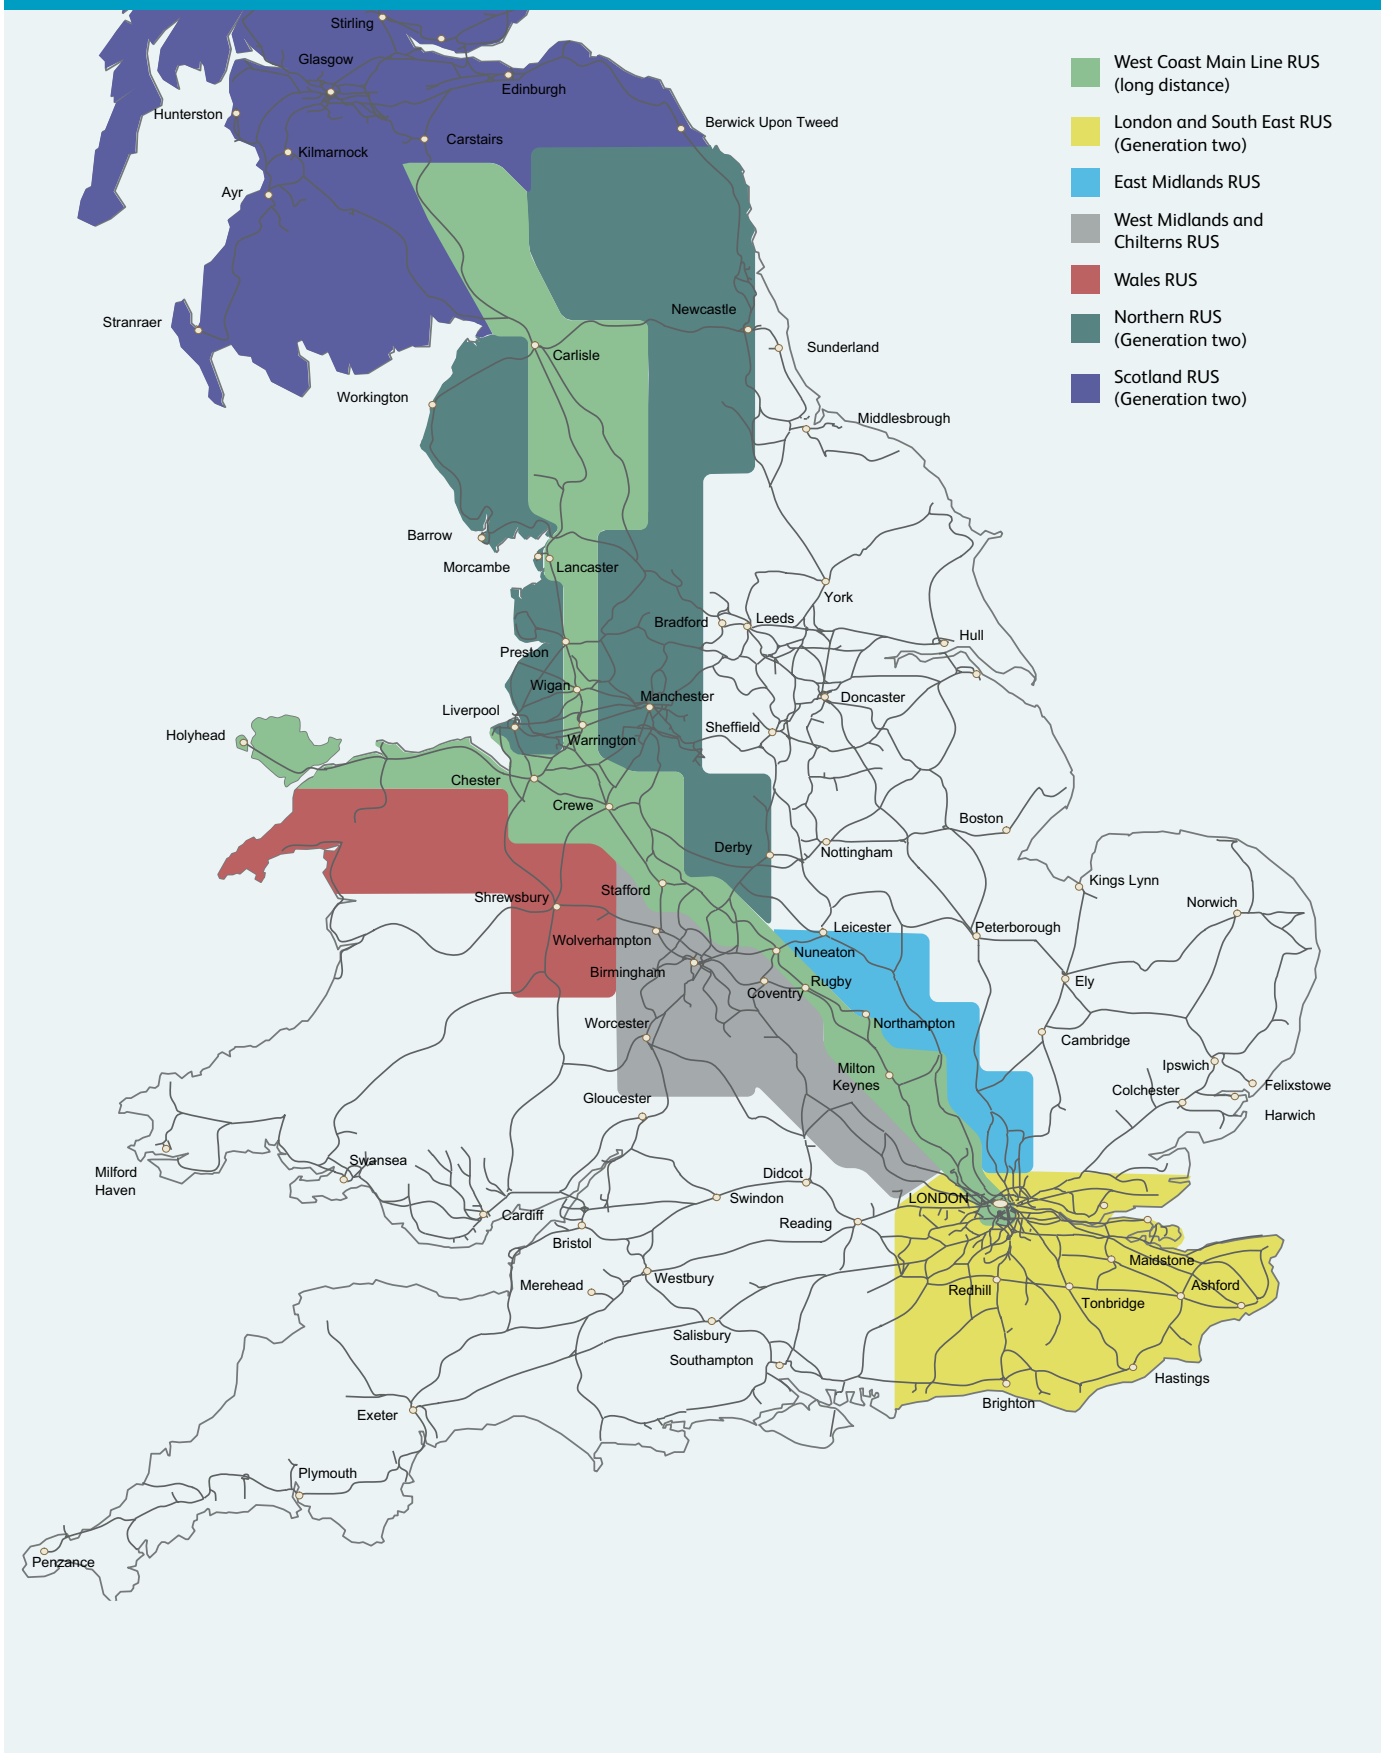 Stirling
Glasgow
Edinburgh
Hunterston
Berwick Upon Tweed
Carstairs
Kilmarnock
Ayr
Newcastle
Stranraer
Sunderland
Carlisle
Workington
Middlesbrough
Barrow
Morcambe
Lancaster
York
Bradford
Leeds
Hull
Preston
Wigan
Manchester
Doncaster
Liverpool
Sheffield
Holyhead
Warrington
Chester
Crewe
Boston
Derby
Nottingham
Kings Lynn
Stafford
Shrewsbury
Norwich
Leicester
Peterborough
Wolverhampton
Nuneaton
Birmingham
Rugby
Ely
Coventry
Worcester
Northampton
Cambridge
Milton
Keynes
Ipswich
Felixstowe
Colchester
Gloucester
Harwich
Swansea
Milford
Haven
Didcot
Swindon
LONDON
Cardiff
Reading
Bristol
Maidstone
Westbury
Merehead
Redhill
Ashford
Tonbridge
Salisbury
Southampton
Hastings
Brighton
Exeter
Plymouth
Penzance
West Coast Main Line RUS
(long distance)
London and South East RUS
(Generation two)
East Midlands RUS
West Midlands and
Chilterns RUS
Wales RUS
Northern RUS
(Generation two)
Scotland RUS
(Generation two)